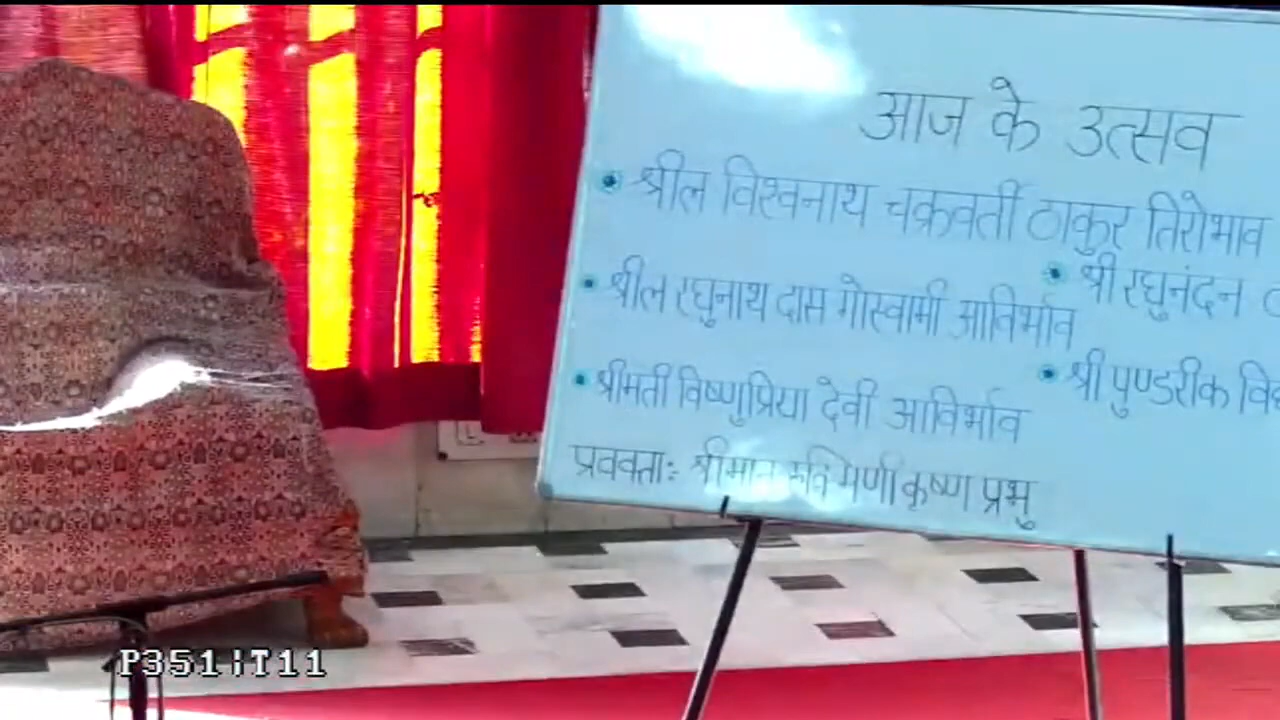 आज के उत्सव
• श्रील विश्वनाथ चक्रवर्ती ठाकुर तिरोभाव
• श्री रघुनंदन
• श्रील रघुनाथ दास गोस्वामी आविर्भाव
• श्री पुण्डरीक
• श्रीमती विष्णुप्रिया देवी आविर्भाव
प्रवक्ता: श्रीमान कृष्ण प्रभु
P351:T11